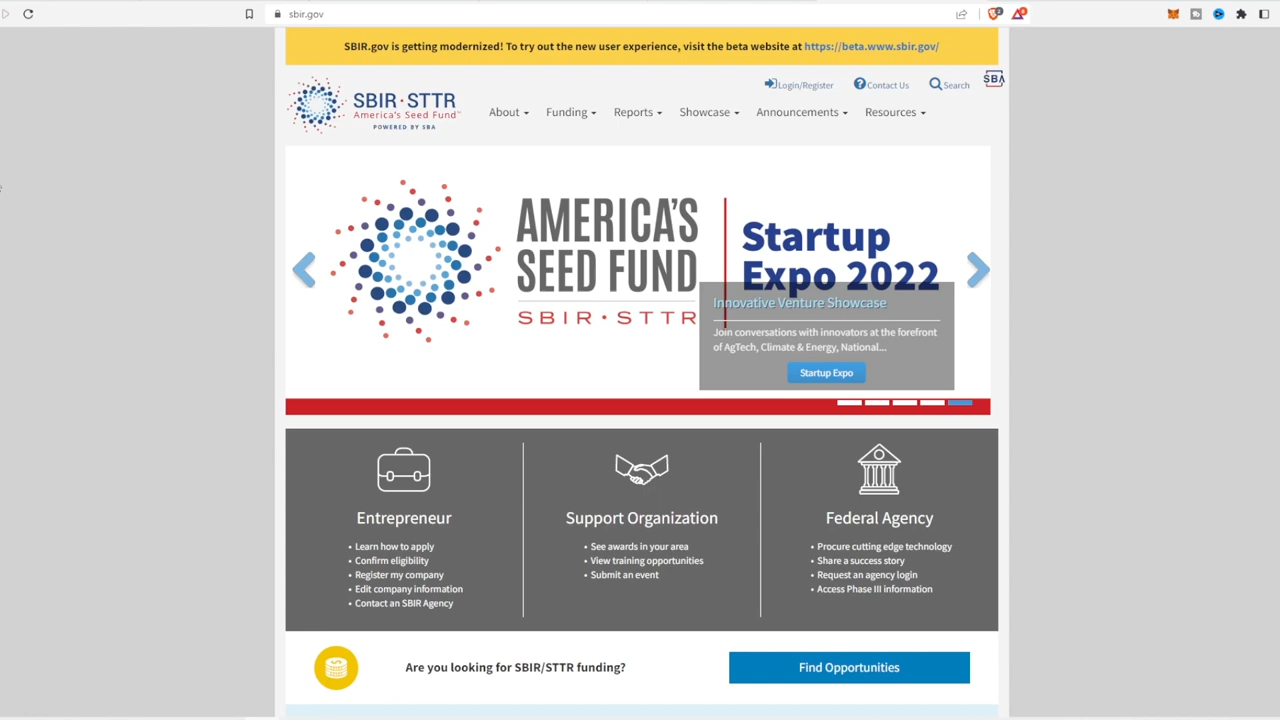 sbir.gov
SBIR.gov is getting modernized! To try out the new user experience, visit the beta website at https://beta.www.sbir.gov/
Login/Register Contact Us Search SBA
SBIR·STTR
America's Seed Fund™
POWERED BY SBA
About Funding Reports Showcase Announcements Resources
AMERICA'S
SEED FUND
SBIR·STTR
Startup
Expo 2022
Innovative Venture Showcase
Join conversations with innovators at the forefront
of AgTech, Climate & Energy, National...
Startup Expo
Entrepreneur
• Learn how to apply
• Confirm eligibility
• Register my company
• Edit company information
• Contact an SBIR Agency
Support Organization
• See awards in your area
• View training opportunities
• Submit an event
Federal Agency
• Procure cutting edge technology
• Share a success story
• Request an agency login
• Access Phase III information
Are you looking for SBIR/STTR funding?
Find Opportunities